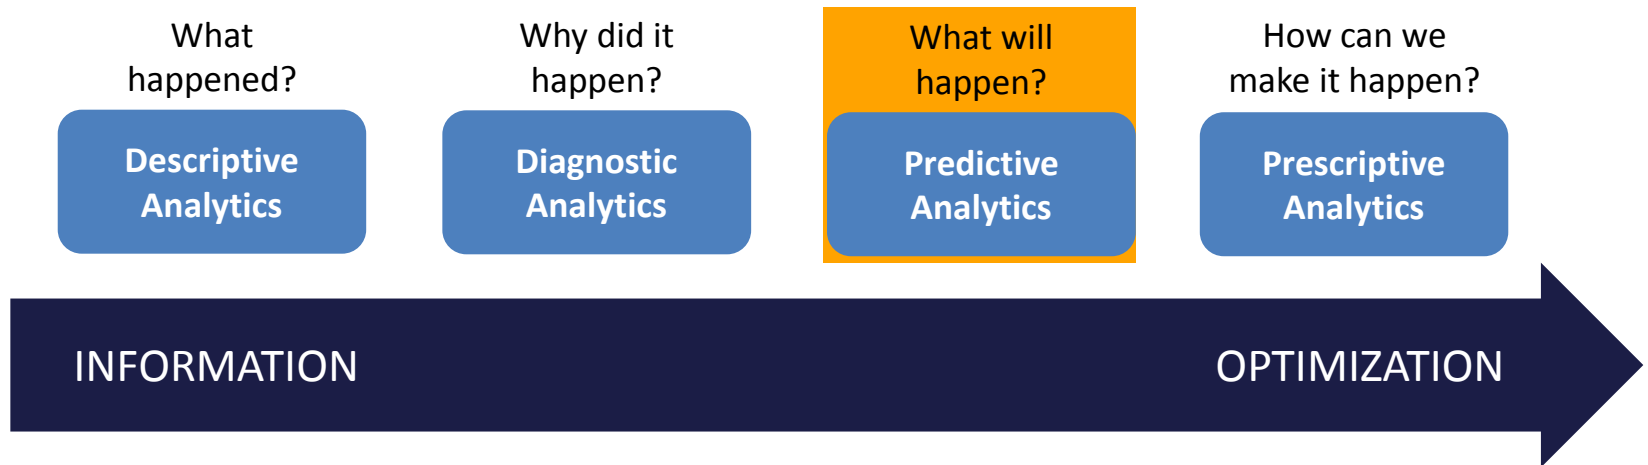 What
happened?
Why did it
happen?
What will
happen?
How can we
make it happen?
Descriptive
Analytics
Diagnostic
Analytics
Predictive
Analytics
Prescriptive
Analytics
INFORMATION
OPTIMIZATION